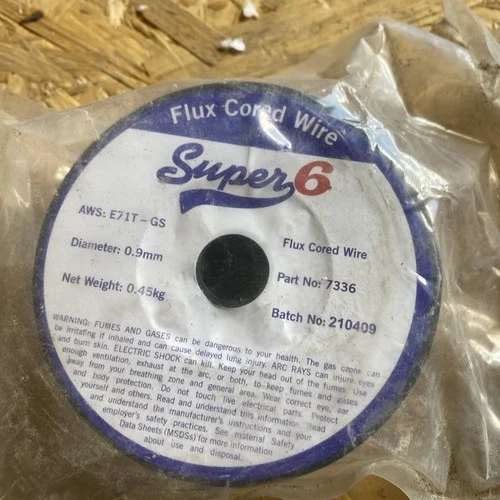 Flux Cored Wire
Super6
AWS: E71T-GS
Diameter: 0.9mm
Net Weight: 0.45kg
Flux Cored Wire
Part No: 7336
Batch No: 210409
WARNING: FUMES AND GASES can be dangerous to your health. The gas ozone can
be irritating if inhaled and can cause delayed lung injury. ARC RAYS can injure eyes
and burn skin. ELECTRIC SHOCK can kill. Keep your head out of the fumes. Use
enough ventilation, exhaust at the arc, or both, to keep fumes and gases
away from your breathing zone and general area. Wear correct eye, ear
and body protection. Do not touch live electrical parts. Protect
yourself and others. Read and understand this information. Read
and understand the manufacturer's instructions and your
employer's safety practices. See material Safety
Data Sheets (MSDSs) for more information
about use and disposal.